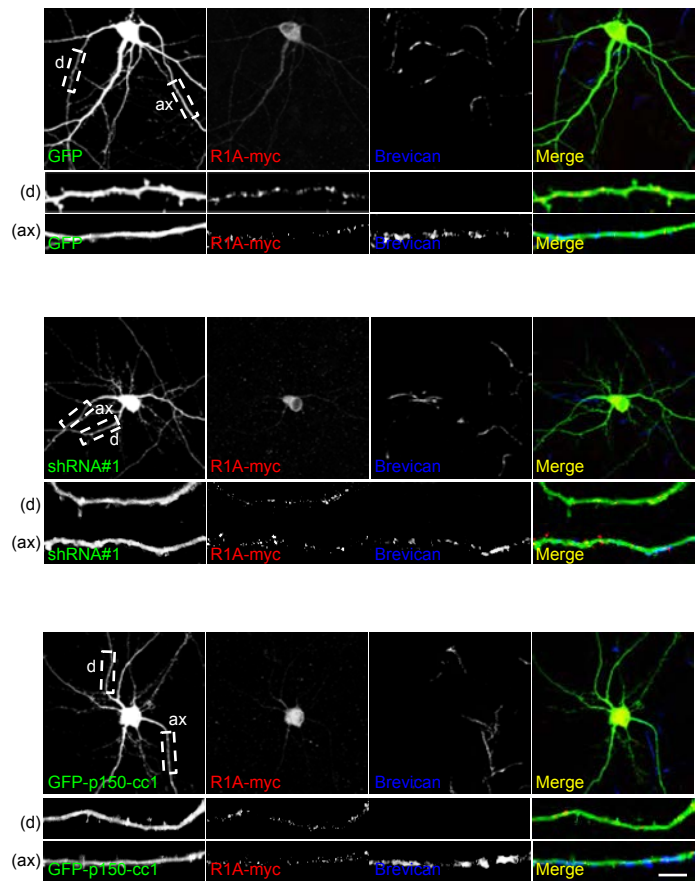 d
ax
GFP R1A-myc Brevican Merge
(d)
(ax)
GFP R1A-myc Brevican Merge
ax
d
shRNA#1 R1A-myc Brevican Merge
(d)
(ax)
shRNA#1 R1A-myc Brevican Merge
d
ax
GFP-p150-cc1 R1A-myc Brevican Merge
(d)
(ax)
GFP-p150-cc1 R1A-myc Brevican Merge